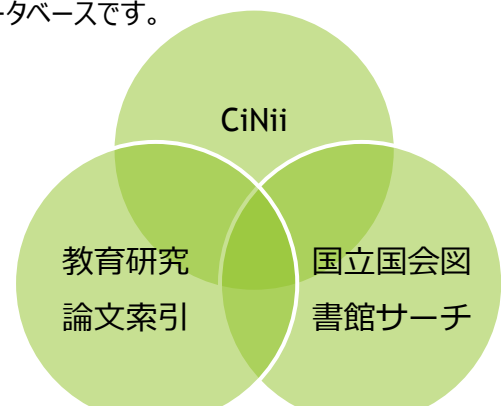 ータベースです。
CiNii
教育研究
論文索引
国立国会図
書館サーチ